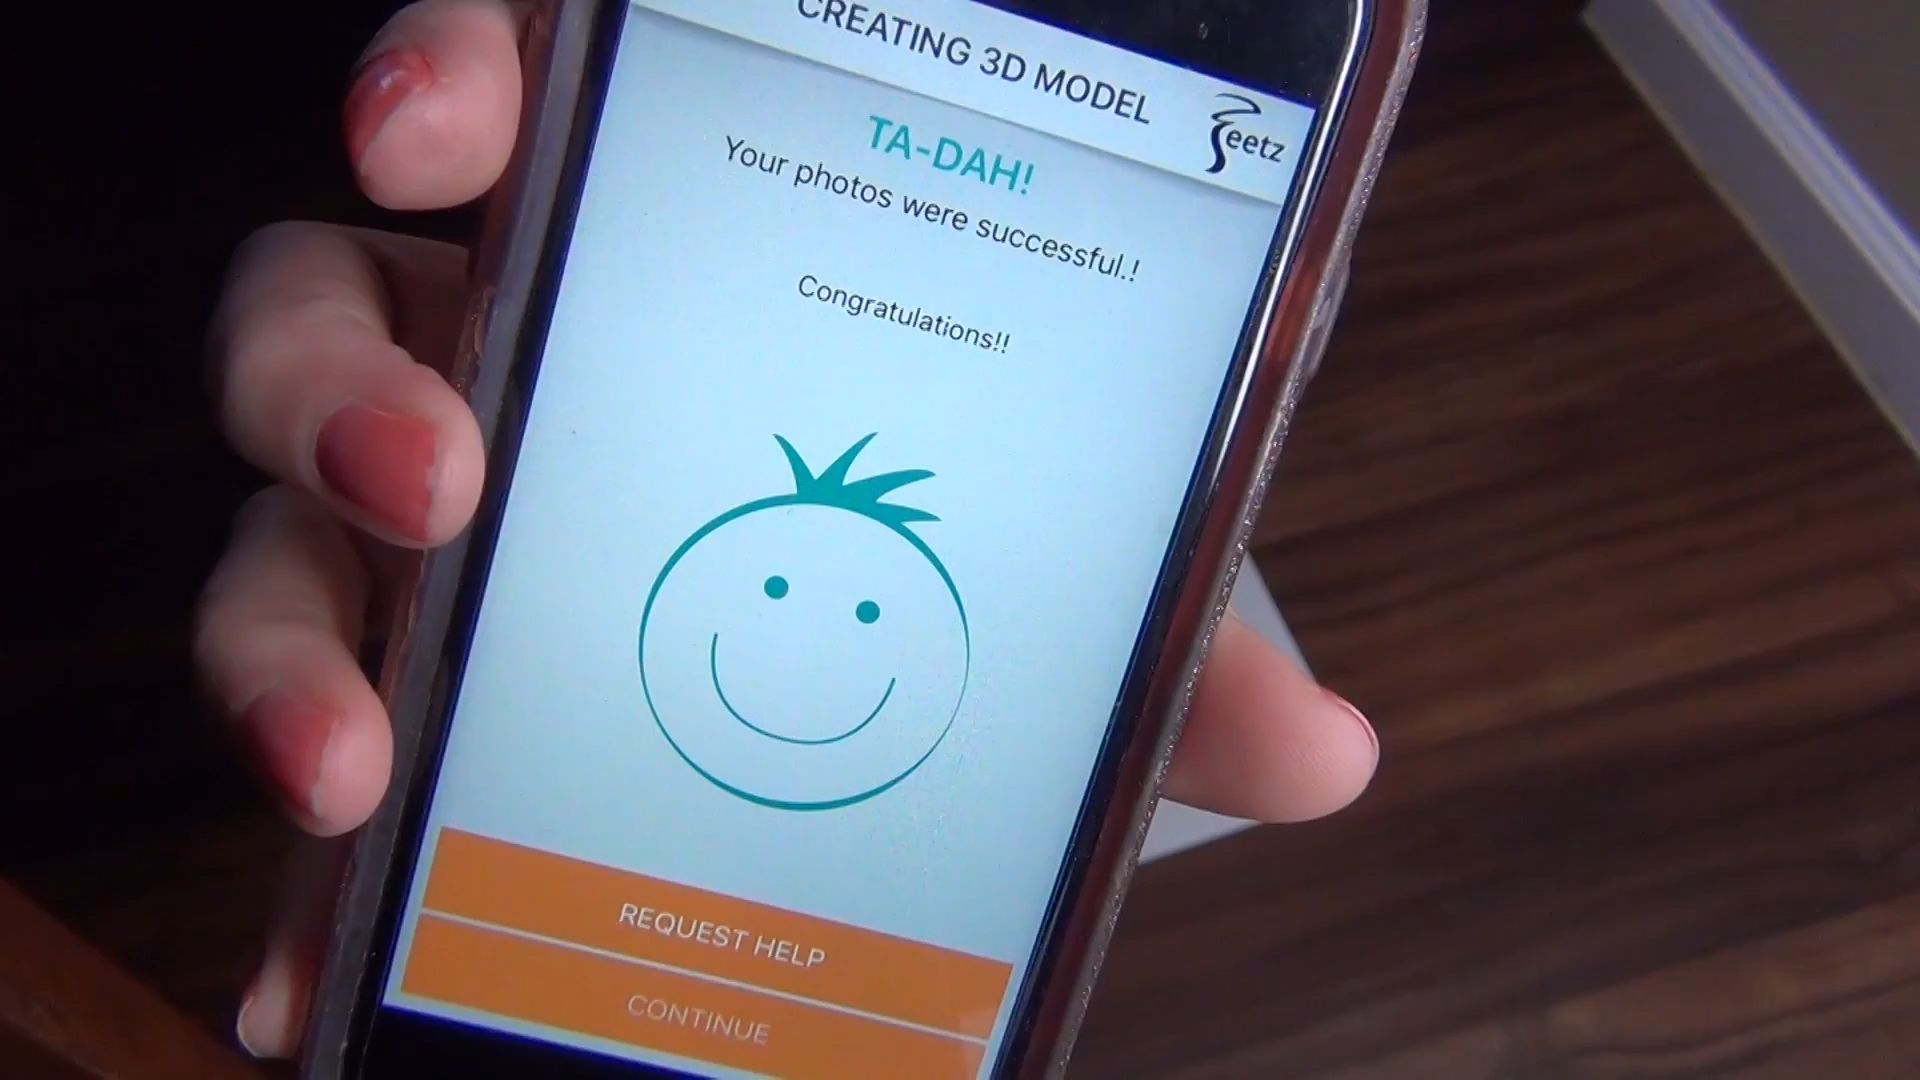 CREATING 3D MODEL
feetz
TA-DAH!
Your photos were successful.!
Congratulations!!
REQUEST HELP
CONTINUE